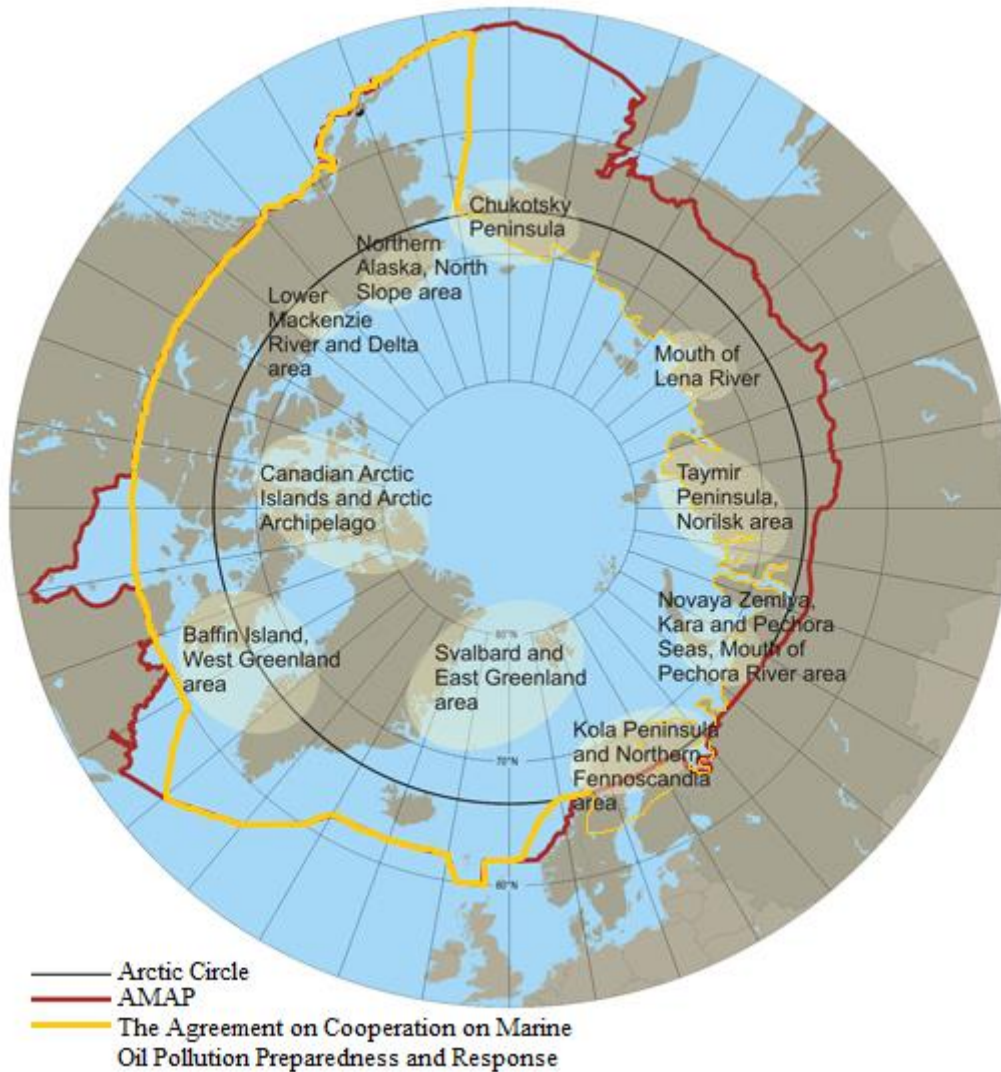 Chukotsky
Peninsula
Northern
Alaska, North
Slope area
Lower
Mackenzie
River and Delta
area
Mouth of
Lena River
Canadian Arctic
Islands and Arctic
Archipelago
Taymir
Peninsula,
Norilsk area
Novaya Zemlya,
Kara and Pechora
Seas, Mouth of
Pechora River area
Baffin Island,
West Greenland
area
80°N
Svalbard and
East Greenland
area
Kola Peninsula
and Northern
Fennoscandia
area
70°N
60°N
Arctic Circle
AMAP
The Agreement on Cooperation on Marine
Oil Pollution Preparedness and Response